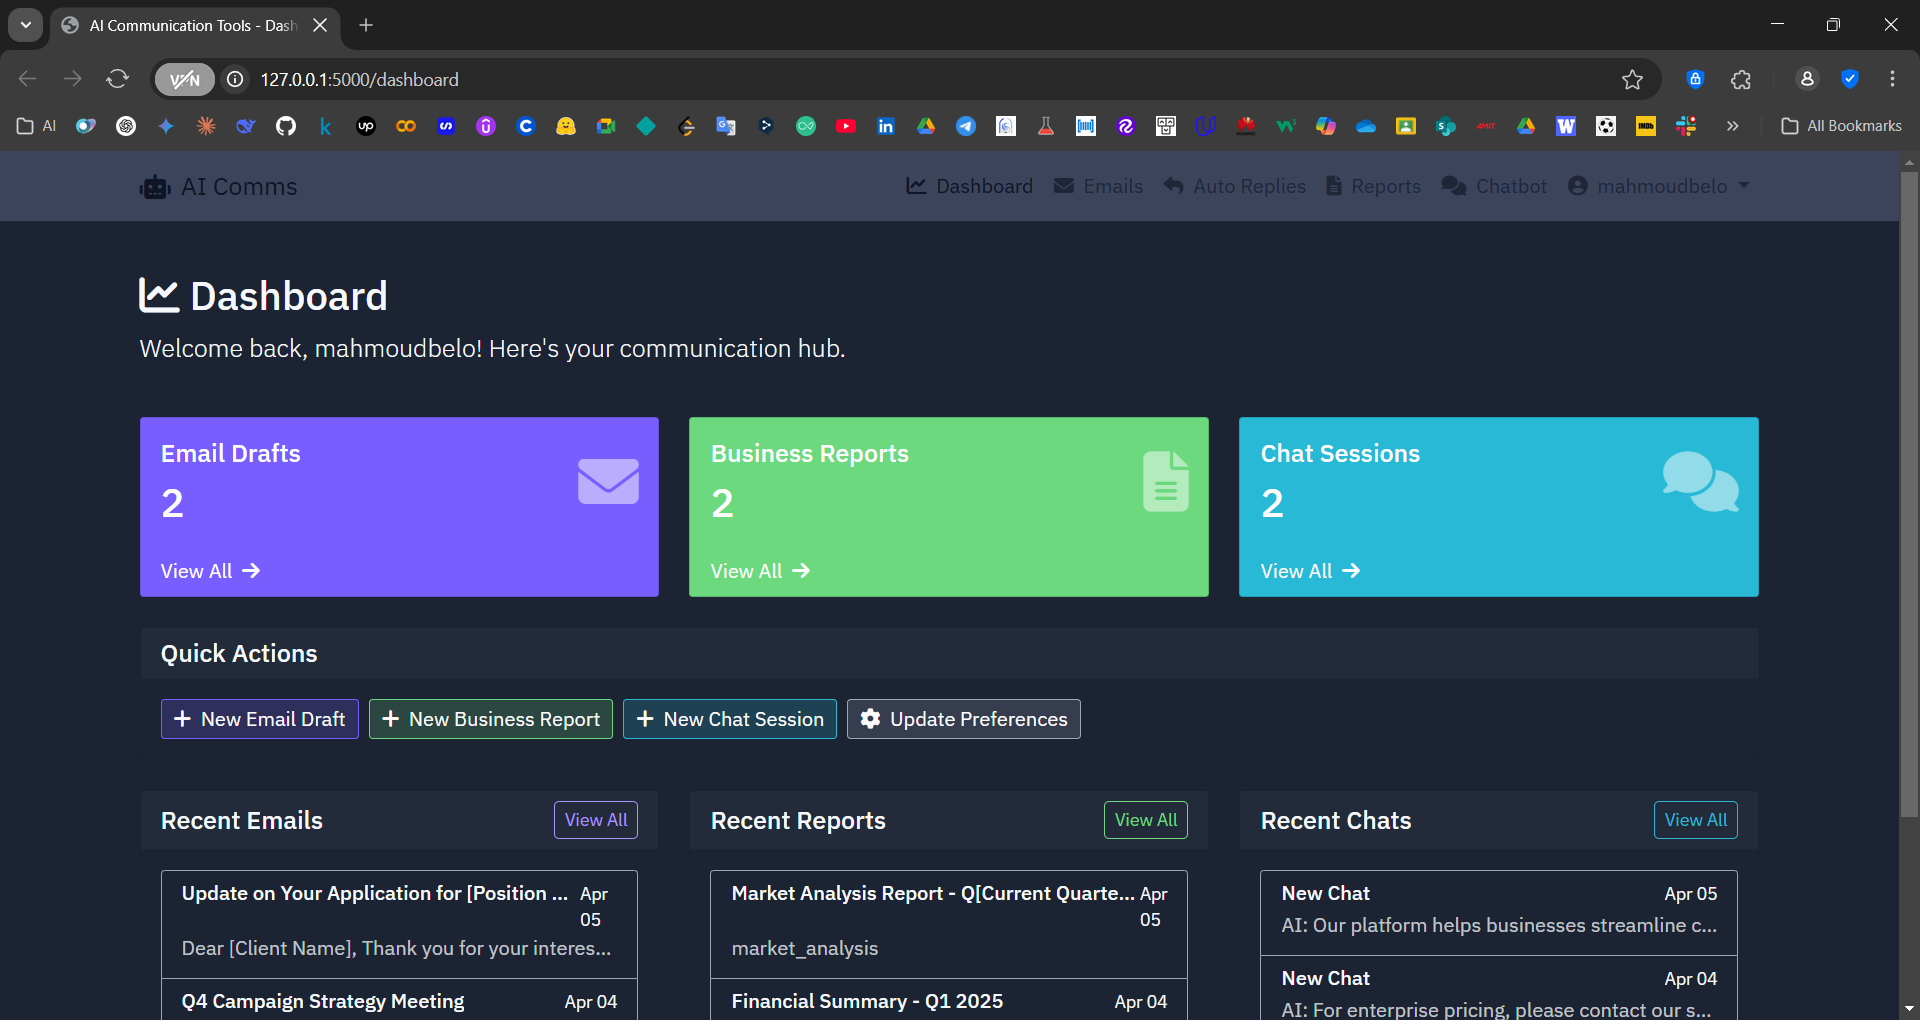 AI Communication Tools - Dash
VPN 127.0.0.1:5000/dashboard
AI
All Bookmarks
AI Comms
Dashboard Emails Auto Replies Reports Chatbot mahmoudbelo
Dashboard
Welcome back, mahmoudbelo! Here's your communication hub.
Email Drafts
2
View All
Business Reports
2
View All
Chat Sessions
2
View All
Quick Actions
New Email Draft
New Business Report
New Chat Session
Update Preferences
Recent Emails View All
Update on Your Application for [Position ... Apr
05
Dear [Client Name], Thank you for your interes...
Q4 Campaign Strategy Meeting Apr 04
Recent Reports View All
Market Analysis Report - Q[Current Quarte... Apr
05
market_analysis
Financial Summary - Q1 2025 Apr 04
Recent Chats View All
New Chat Apr 05
AI: Our platform helps businesses streamline c...
New Chat Apr 04
AI: For enterprise pricing, please contact our s...